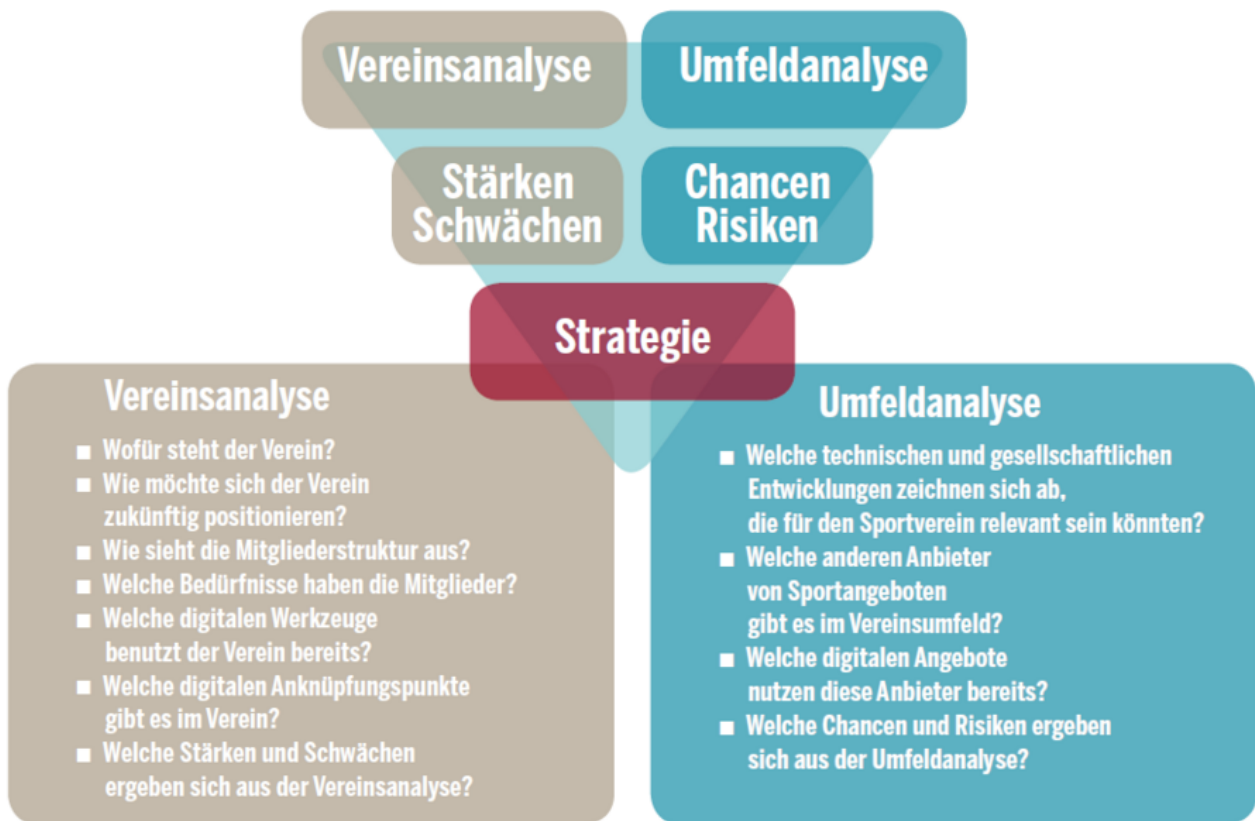 Vereinsanalyse
Umfeldanalyse
Stärken
Schwächen
Chancen
Risiken
Strategie
Vereinsanalyse
■ Wofür steht der Verein?
■ Wie möchte sich der Verein
zukünftig positionieren?
■ Wie sieht die Mitgliederstruktur aus?
■ Welche Bedürfnisse haben die Mitglieder?
■ Welche digitalen Werkzeuge
benutzt der Verein bereits?
■ Welche digitalen Anknüpfungspunkte
gibt es im Verein?
■ Welche Stärken und Schwächen
ergeben sich aus der Vereinsanalyse?
Umfeldanalyse
■ Welche technischen und gesellschaftlichen
Entwicklungen zeichnen sich ab,
die für den Sportverein relevant sein könnten?
■ Welche anderen Anbieter
von Sportangeboten
gibt es im Vereinsumfeld?
■ Welche digitalen Angebote
nutzen diese Anbieter bereits?
■ Welche Chancen und Risiken ergeben
sich aus der Umfeldanalyse?